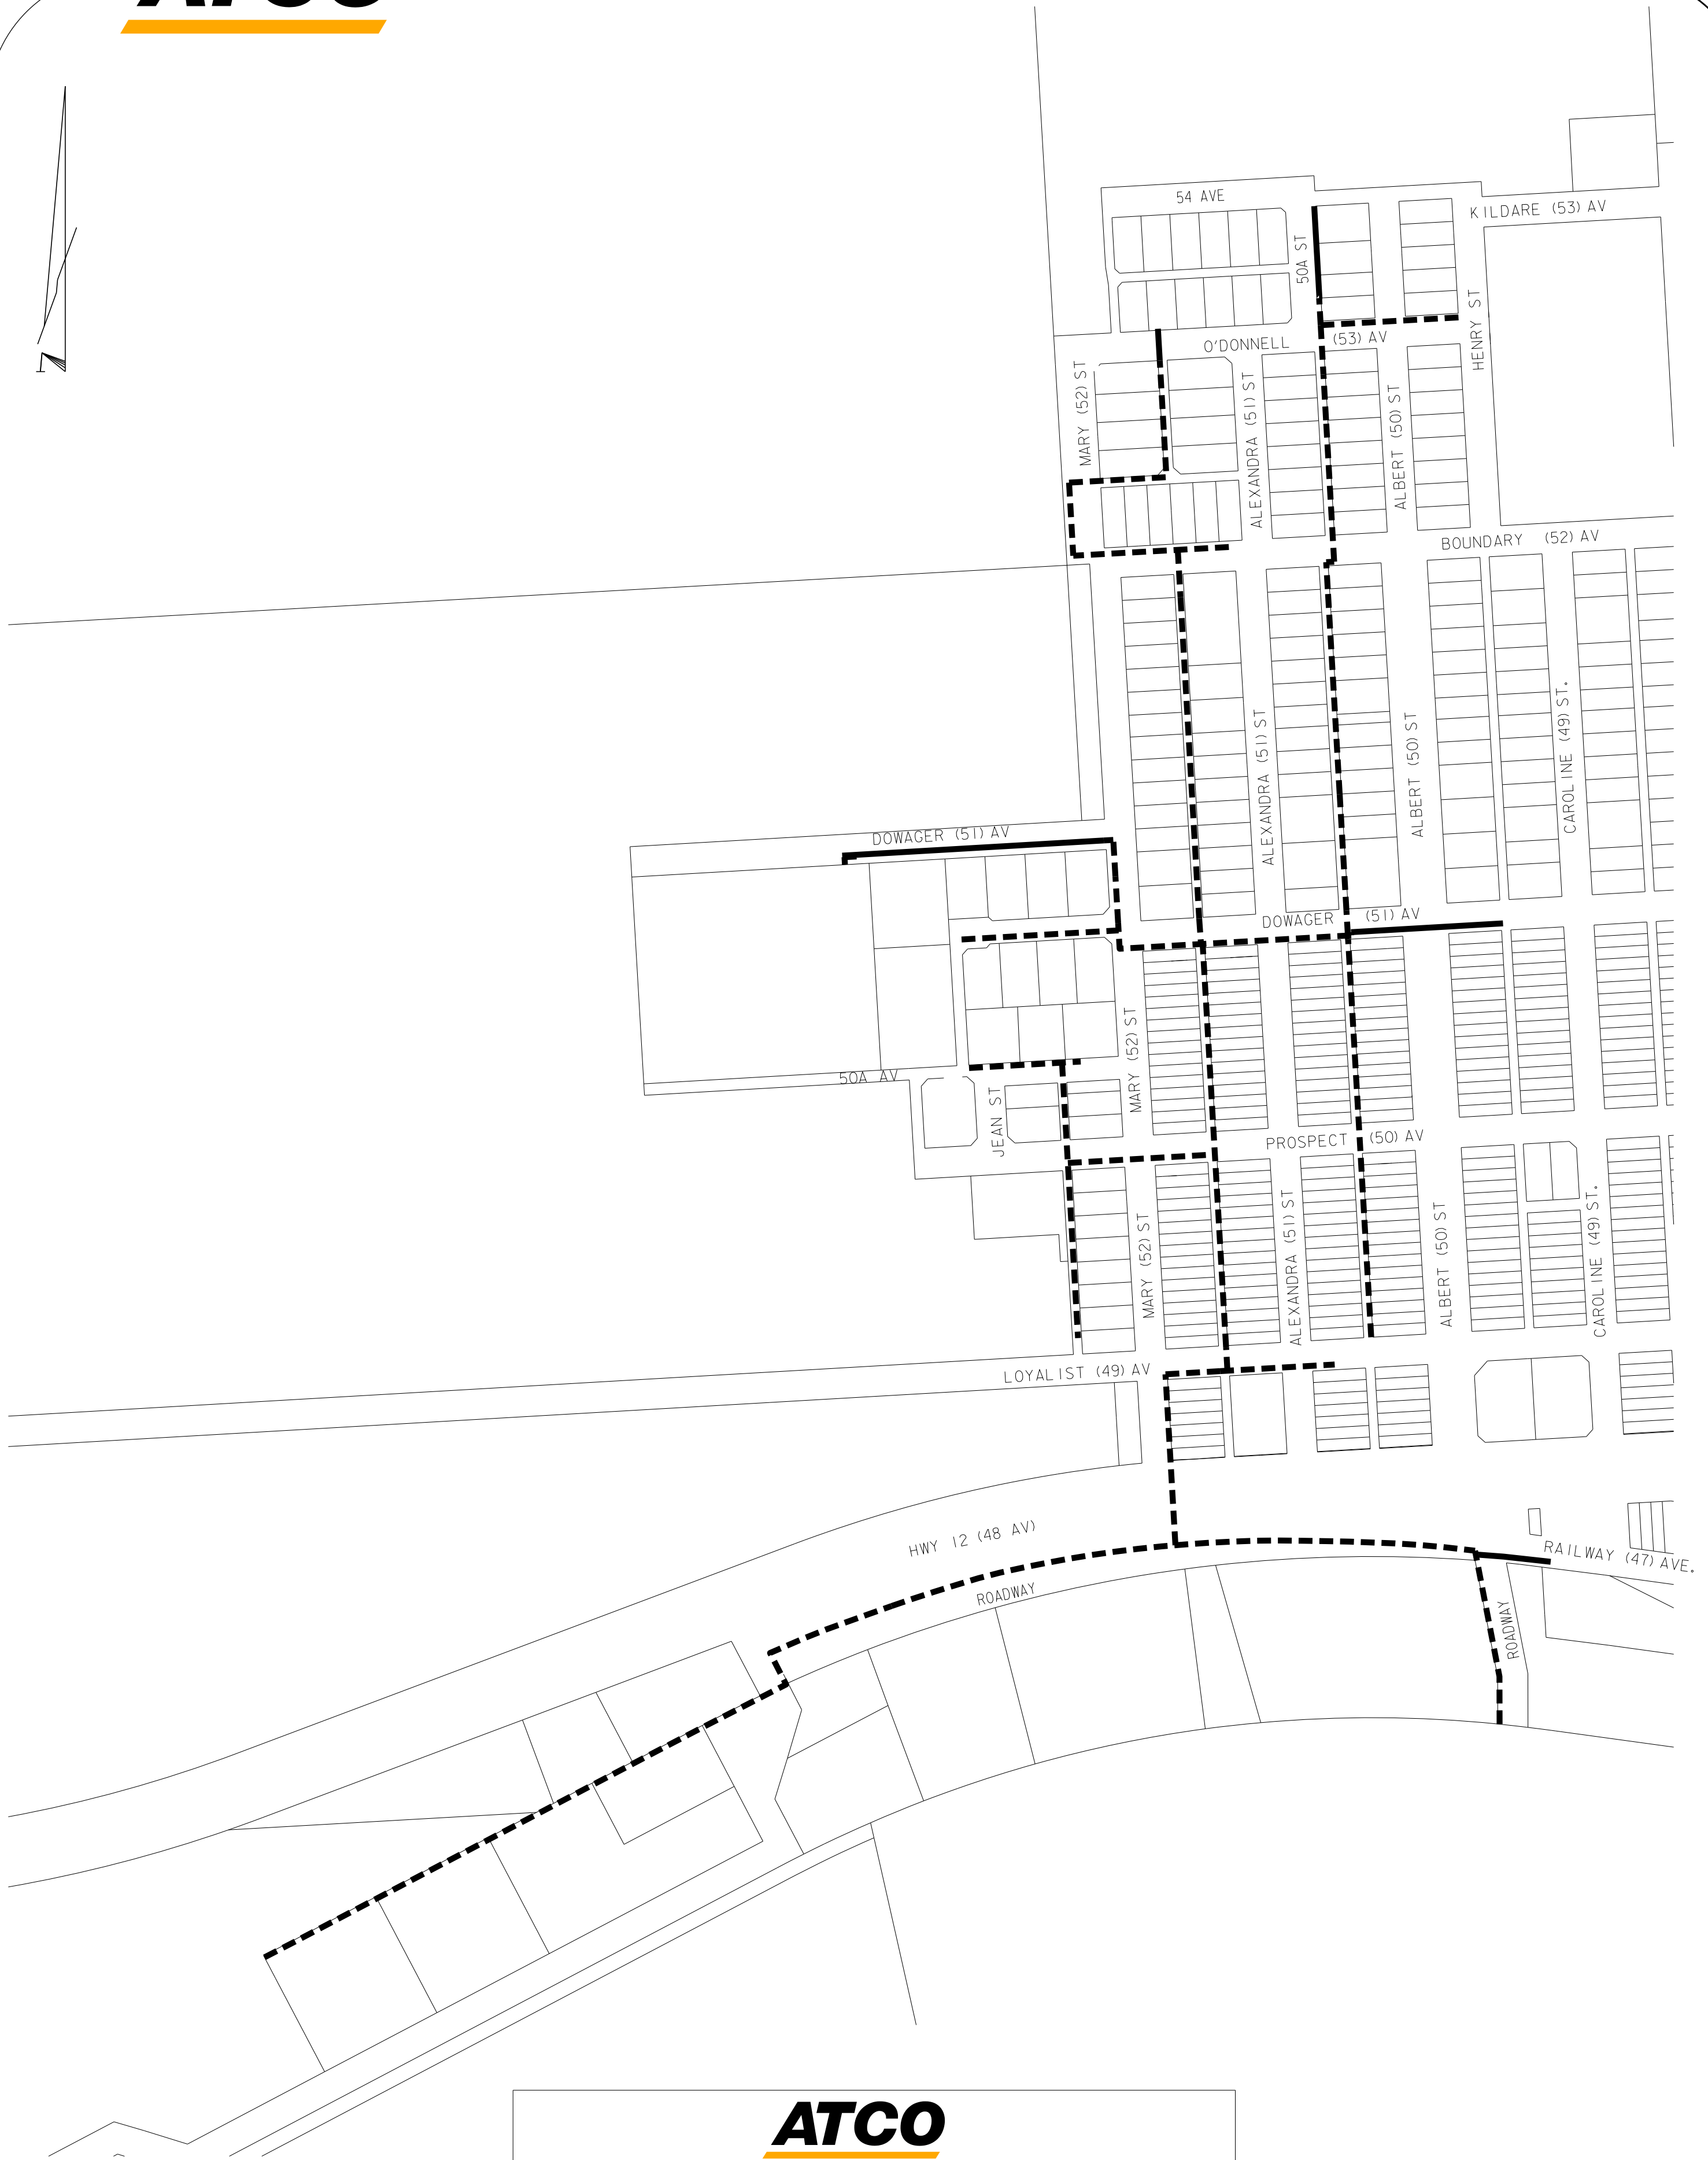 ATCO
54 AVE
KILDARE (53) AV
50A ST
HENRY ST
O'DONNELL (53) AV
MARY (52) ST
ALEXANDRA (51) ST
ALBERT (50) ST
BOUNDARY (52) AV
ALEXANDRA (51) ST
ALBERT (50) ST
CAROLINE (49) ST.
DOWAGER (51) AV
DOWAGER (51) AV
MARY (52) ST
50A AV
JEAN ST
PROSPECT (50) AV
MARY (52) ST
ALEXANDRA (51) ST
ALBERT (50) ST
CAROLINE (49) ST.
LOYALIST (49) AV
HWY 12 (48 AV)
RAILWAY (47) AVE.
ROADWAY
ROADWAY
ATCO